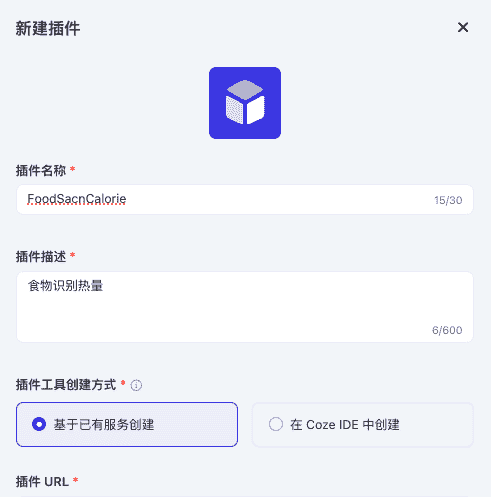 新建插件
插件名称 *
FoodSacnCalorie
15/30
插件描述 *
食物识别热量
6/600
插件工具创建方式 *
基于已有服务创建
在 Coze IDE 中创建
插件 URL *